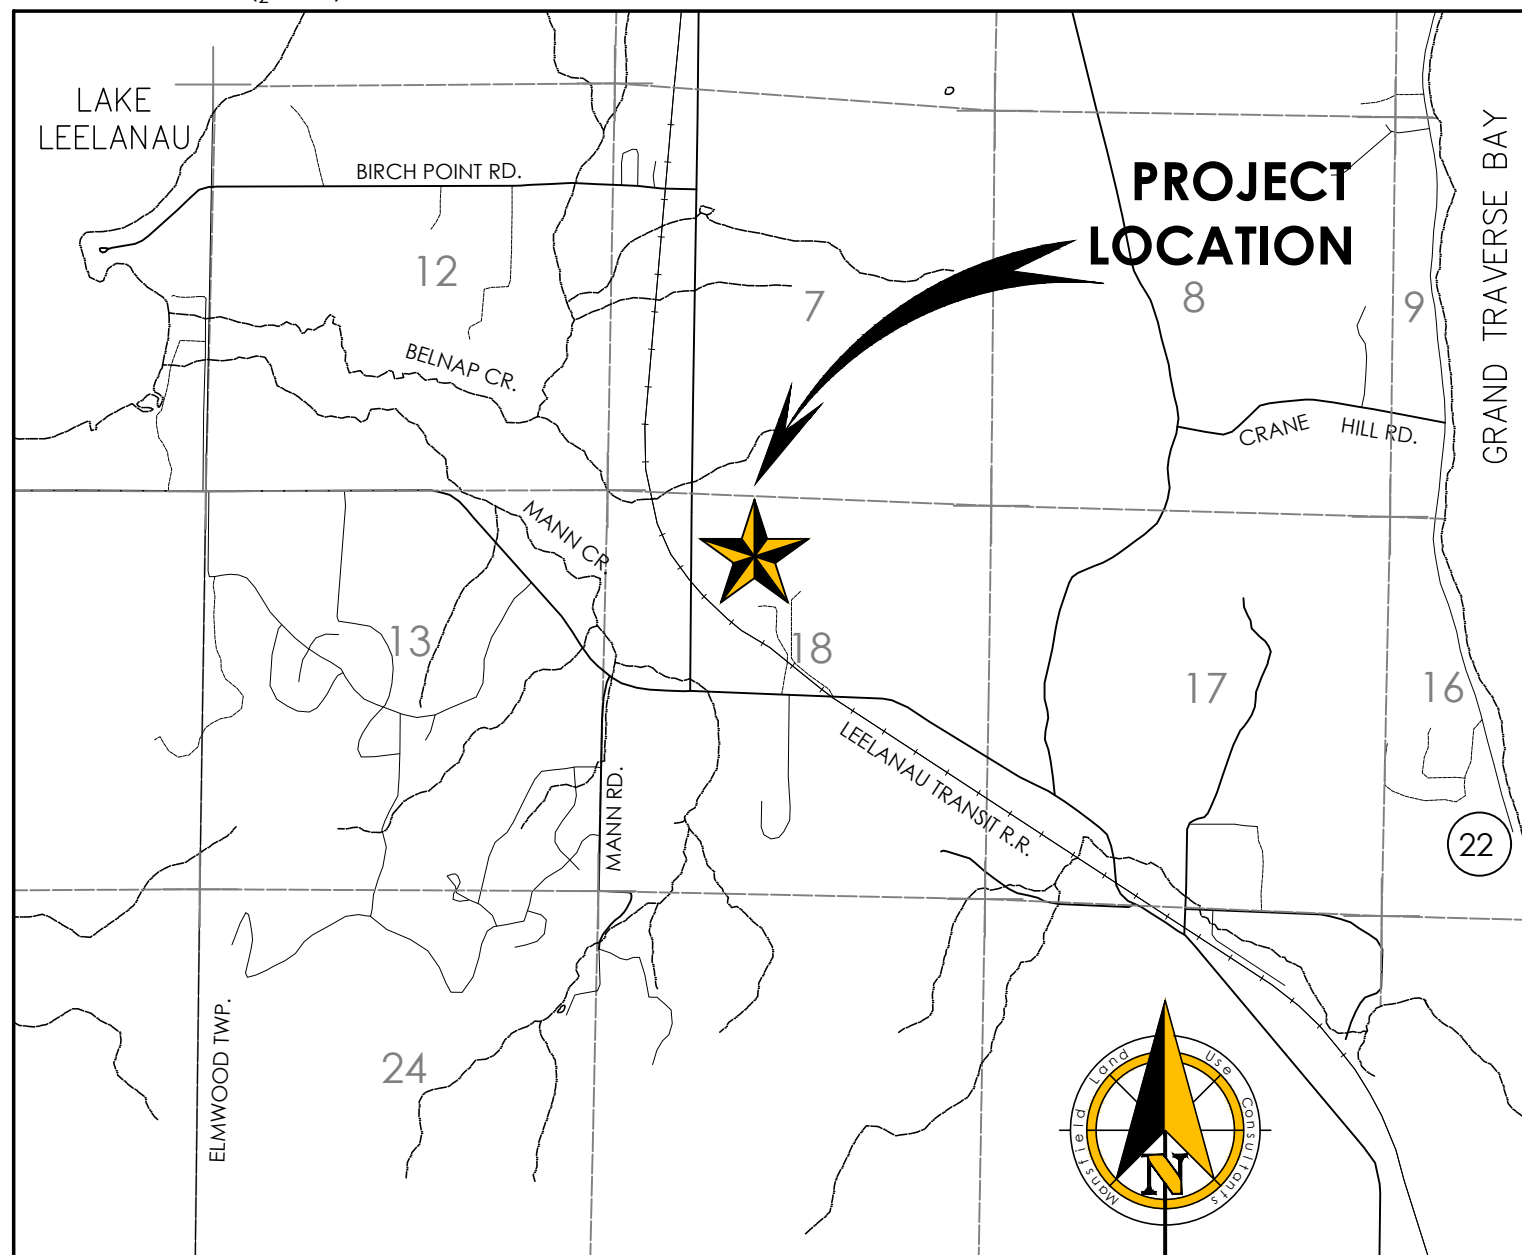 LAKE
LEELANAU
BIRCH POINT RD.
PROJECT
LOCATION
GRAND TRAVERSE BAY
12
7
8
9
BELNAP CR.
CRANE HILL RD.
MANN CR.
13
18
17
16
LEELANAU TRANSIT R.R.
MANN RD.
22
ELMWOOD TWP.
24
Mansfield Land Use Consultants
N